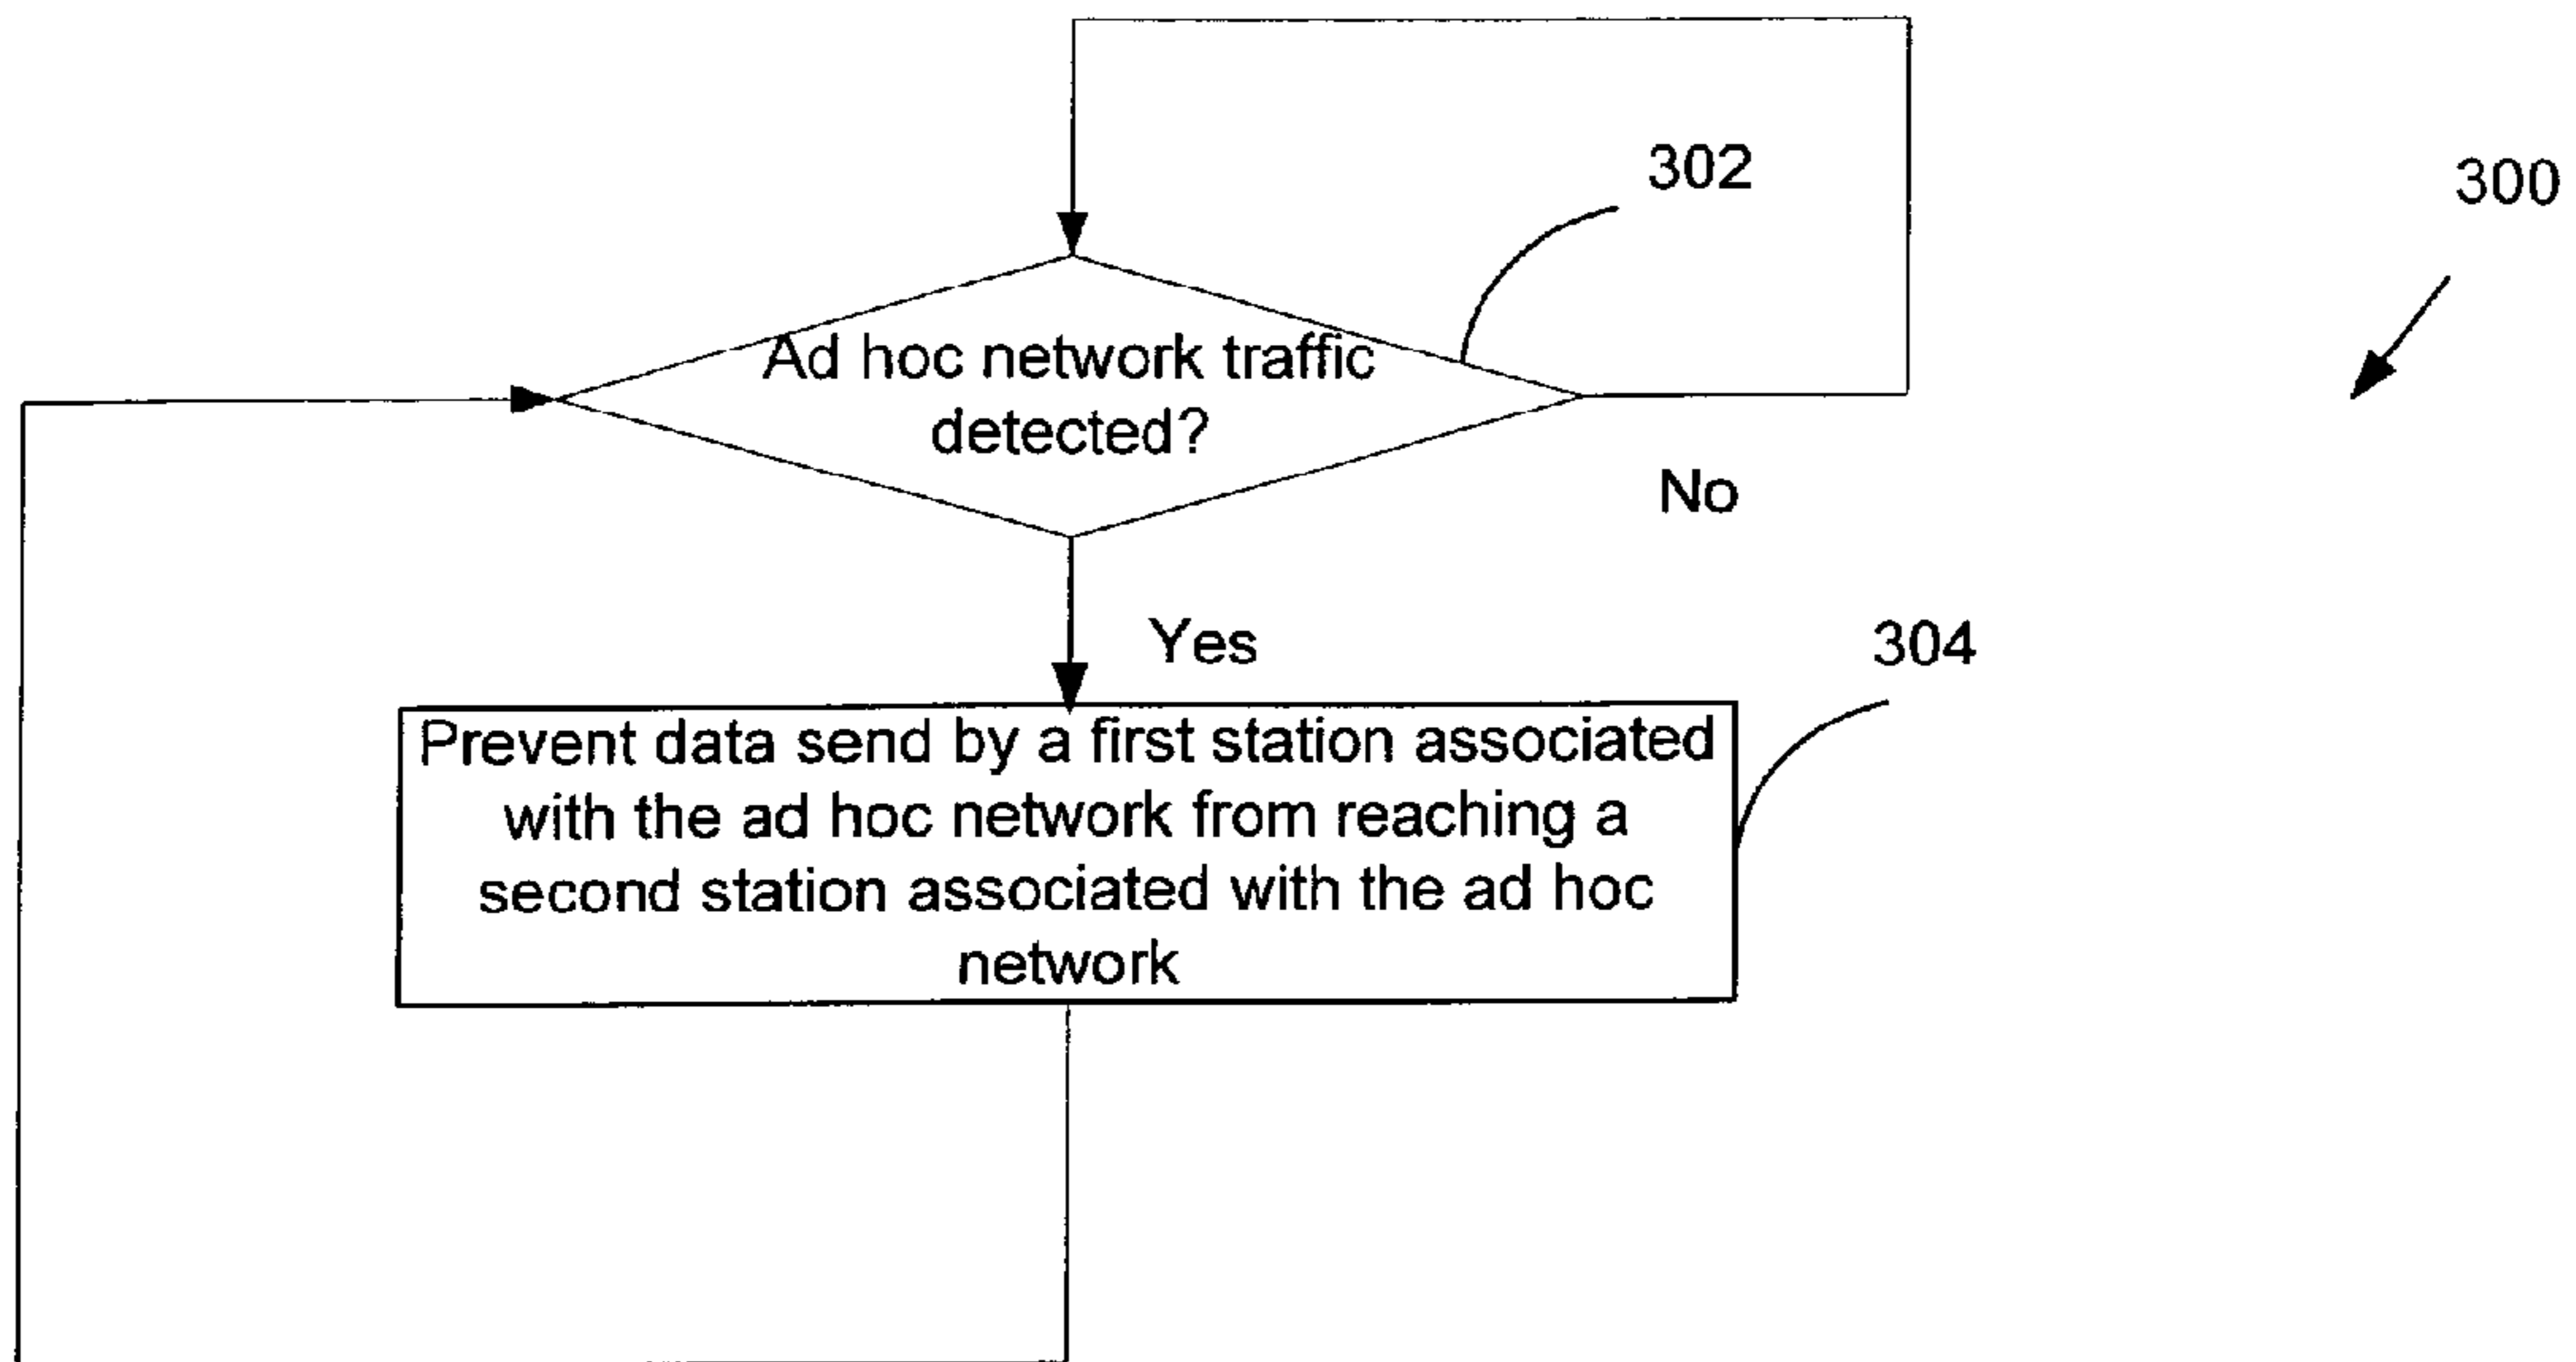 302
300
Ad hoc network traffic
detected?
No
Yes
304
Prevent data send by a first station associated
with the ad hoc network from reaching a
second station associated with the ad hoc
network